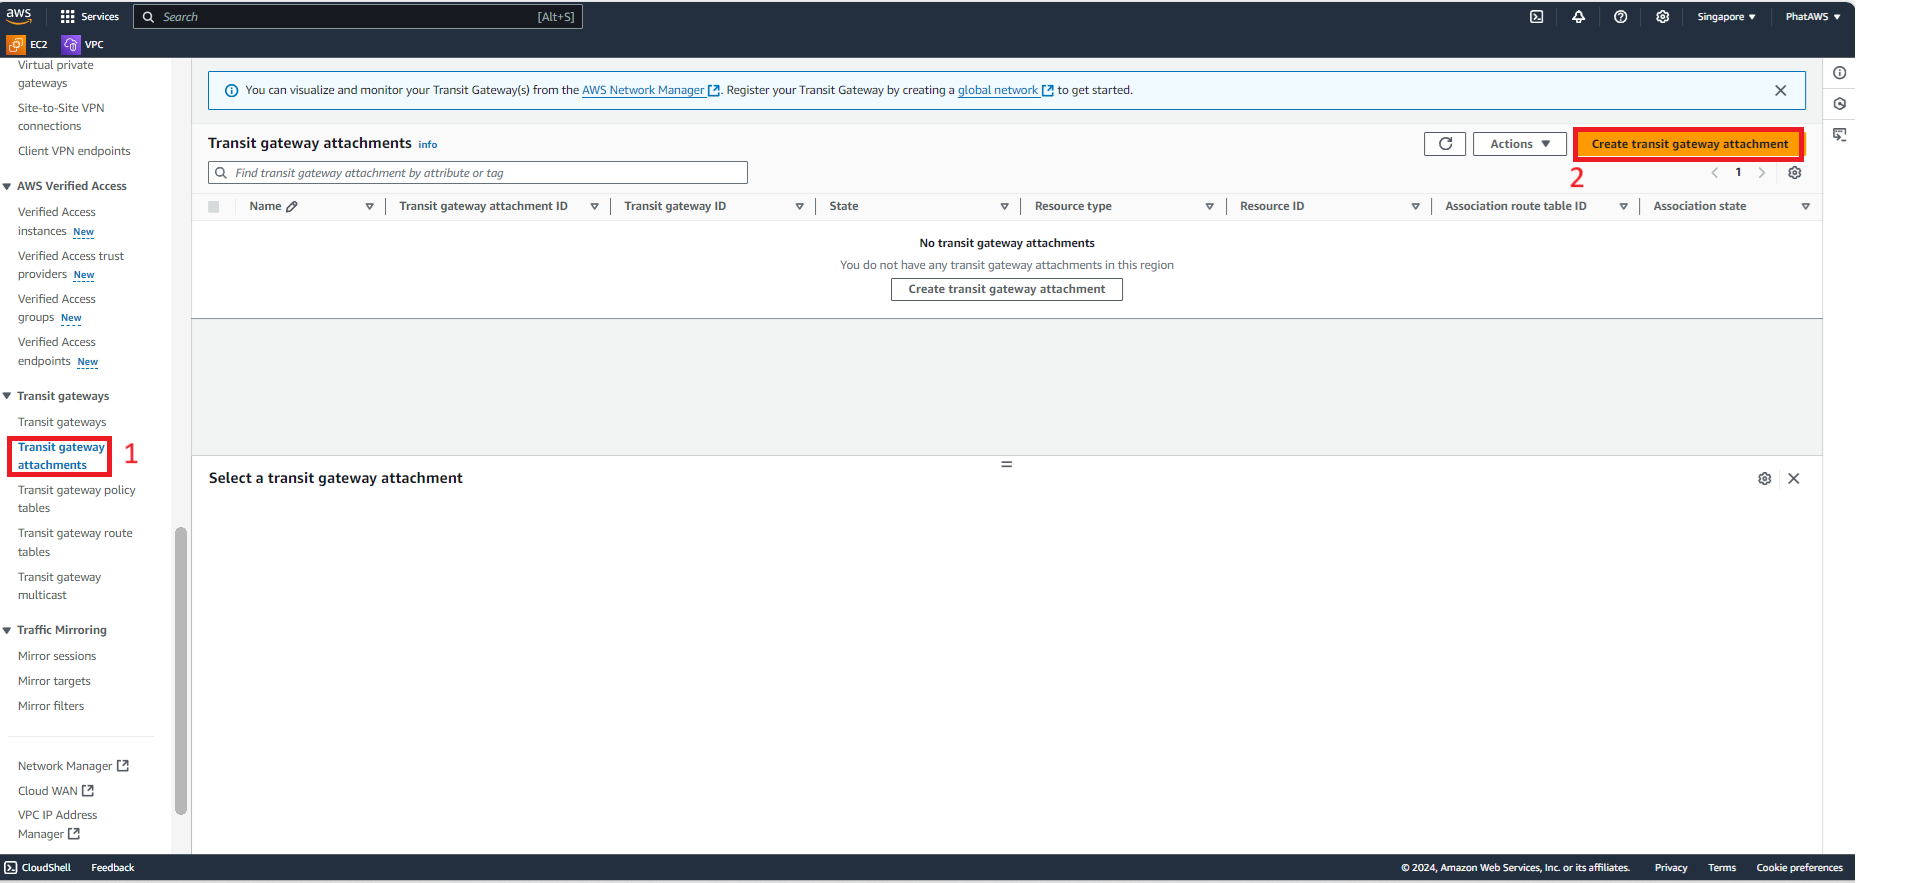 aws
Services
Search
[Alt+S]
Singapore
PhatAWS
EC2
VPC
Virtual private
gateways
Site-to-Site VPN
connections
Client VPN endpoints
AWS Verified Access
Verified Access
instances New
Verified Access trust
providers New
Verified Access
groups New
Verified Access
endpoints New
Transit gateways
Transit gateways
Transit gateway
attachments
1
Transit gateway policy
tables
Transit gateway route
tables
Transit gateway
multicast
Traffic Mirroring
Mirror sessions
Mirror targets
Mirror filters
Network Manager
Cloud WAN
VPC IP Address
Manager
You can visualize and monitor your Transit Gateway(s) from the AWS Network Manager. Register your Transit Gateway by creating a global network to get started.
Transit gateway attachments info
Actions
Create transit gateway attachment
2
Find transit gateway attachment by attribute or tag
1
Name
Transit gateway attachment ID
Transit gateway ID
State
Resource type
Resource ID
Association route table ID
Association state
No transit gateway attachments
You do not have any transit gateway attachments in this region
Create transit gateway attachment
Select a transit gateway attachment
CloudShell
Feedback
© 2024, Amazon Web Services, Inc. or its affiliates.
Privacy
Terms
Cookie preferences